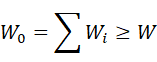 W₀ = ∑ Wᵢ ≥ W